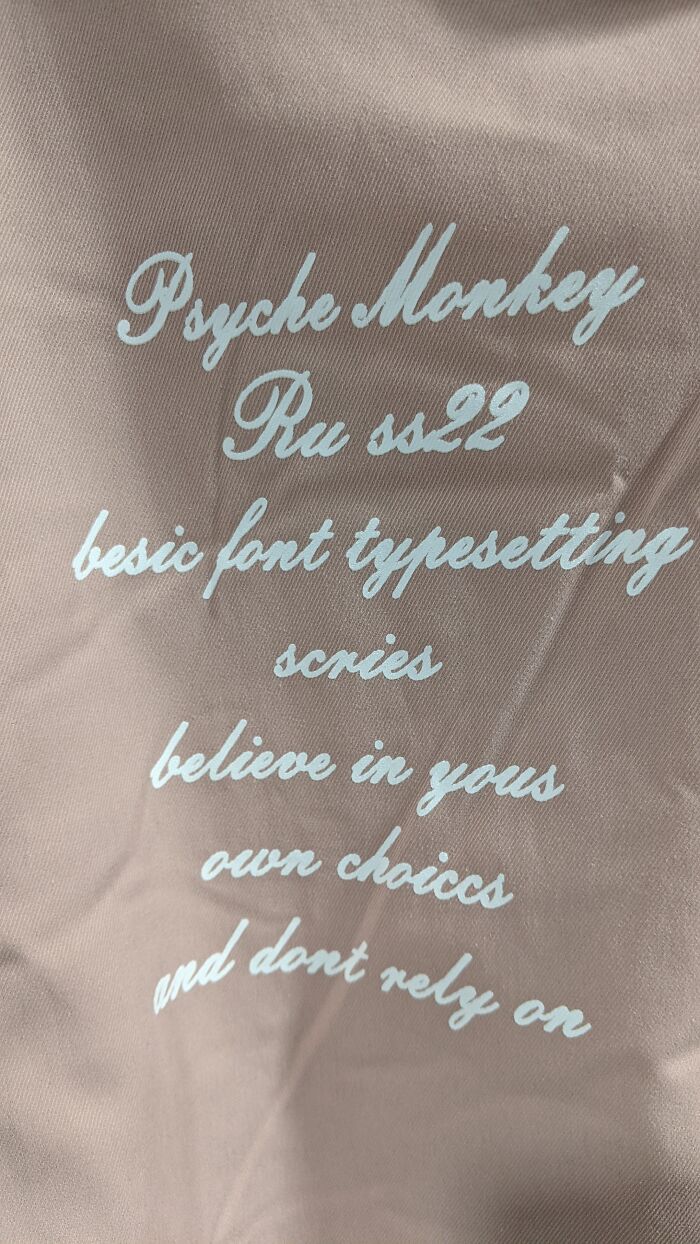 Psyche Monkey
Ru ss22
besic font typesetting
scries
believe in yous
own choiccs
and dont rely on